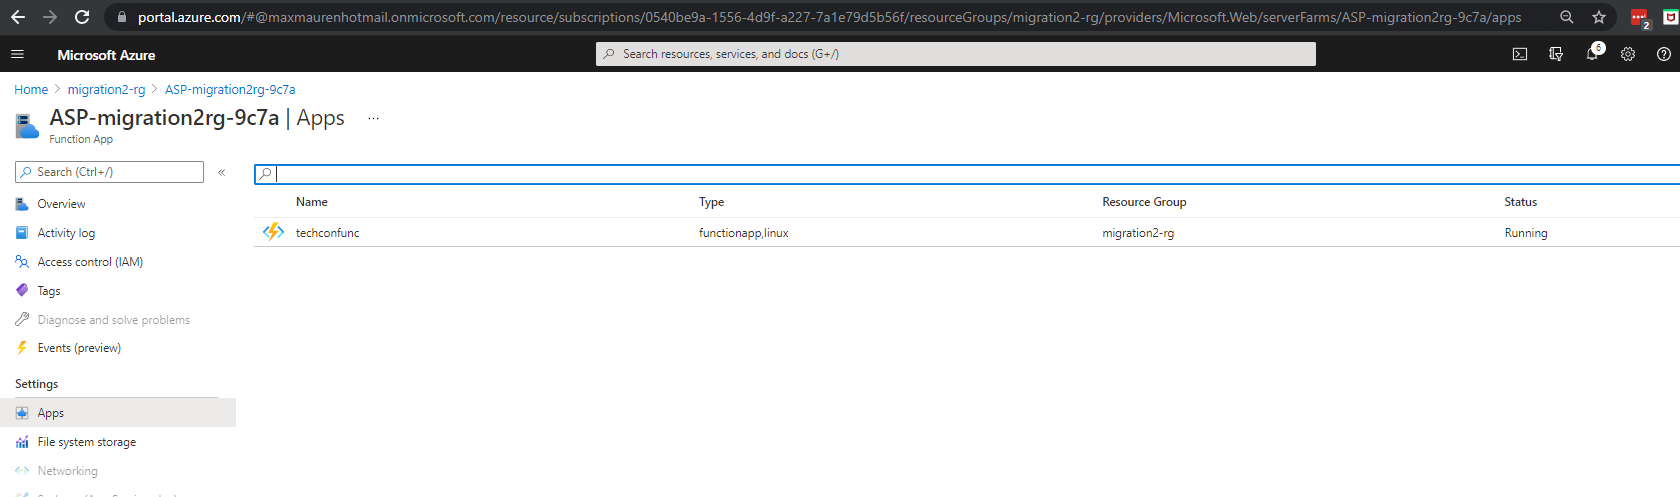 portal.azure.com/#@maxmaurenhotmail.onmicrosoft.com/resource/subscriptions/0540be9a-1556-4d9f-a227-7a1e79d5b56f/resourceGroups/migration2-rg/providers/Microsoft.Web/serverFarms/ASP-migration2rg-9c7a/apps
2
Microsoft Azure
Search resources, services, and docs (G+/)
6
Home > migration2-rg > ASP-migration2rg-9c7a
ASP-migration2rg-9c7a | Apps ...
Function App
Search (Ctrl+/)
«
Overview
Activity log
Access control (IAM)
Tags
Diagnose and solve problems
Events (preview)
Settings
Apps
File system storage
Networking
Name Type Resource Group Status
techconfunc functionapp,linux migration2-rg Running